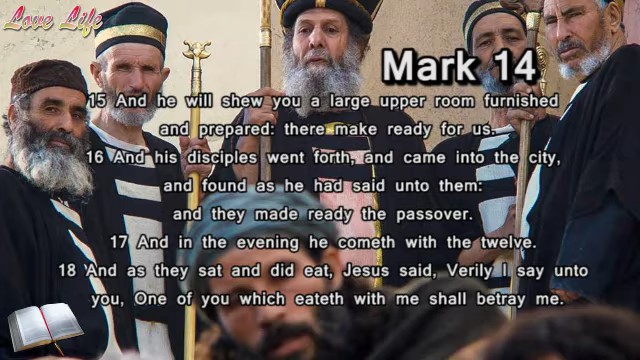 Love Life
Mark 14
15 And he will shew you a large upper room furnished
and prepared: there make ready for us.
16 And his disciples went forth, and came into the city,
and found as he had said unto them:
and they made ready the passover.
17 And in the evening he cometh with the twelve.
18 And as they sat and did eat, Jesus said, Verily I say unto
you, One of you which eateth with me shall betray me.